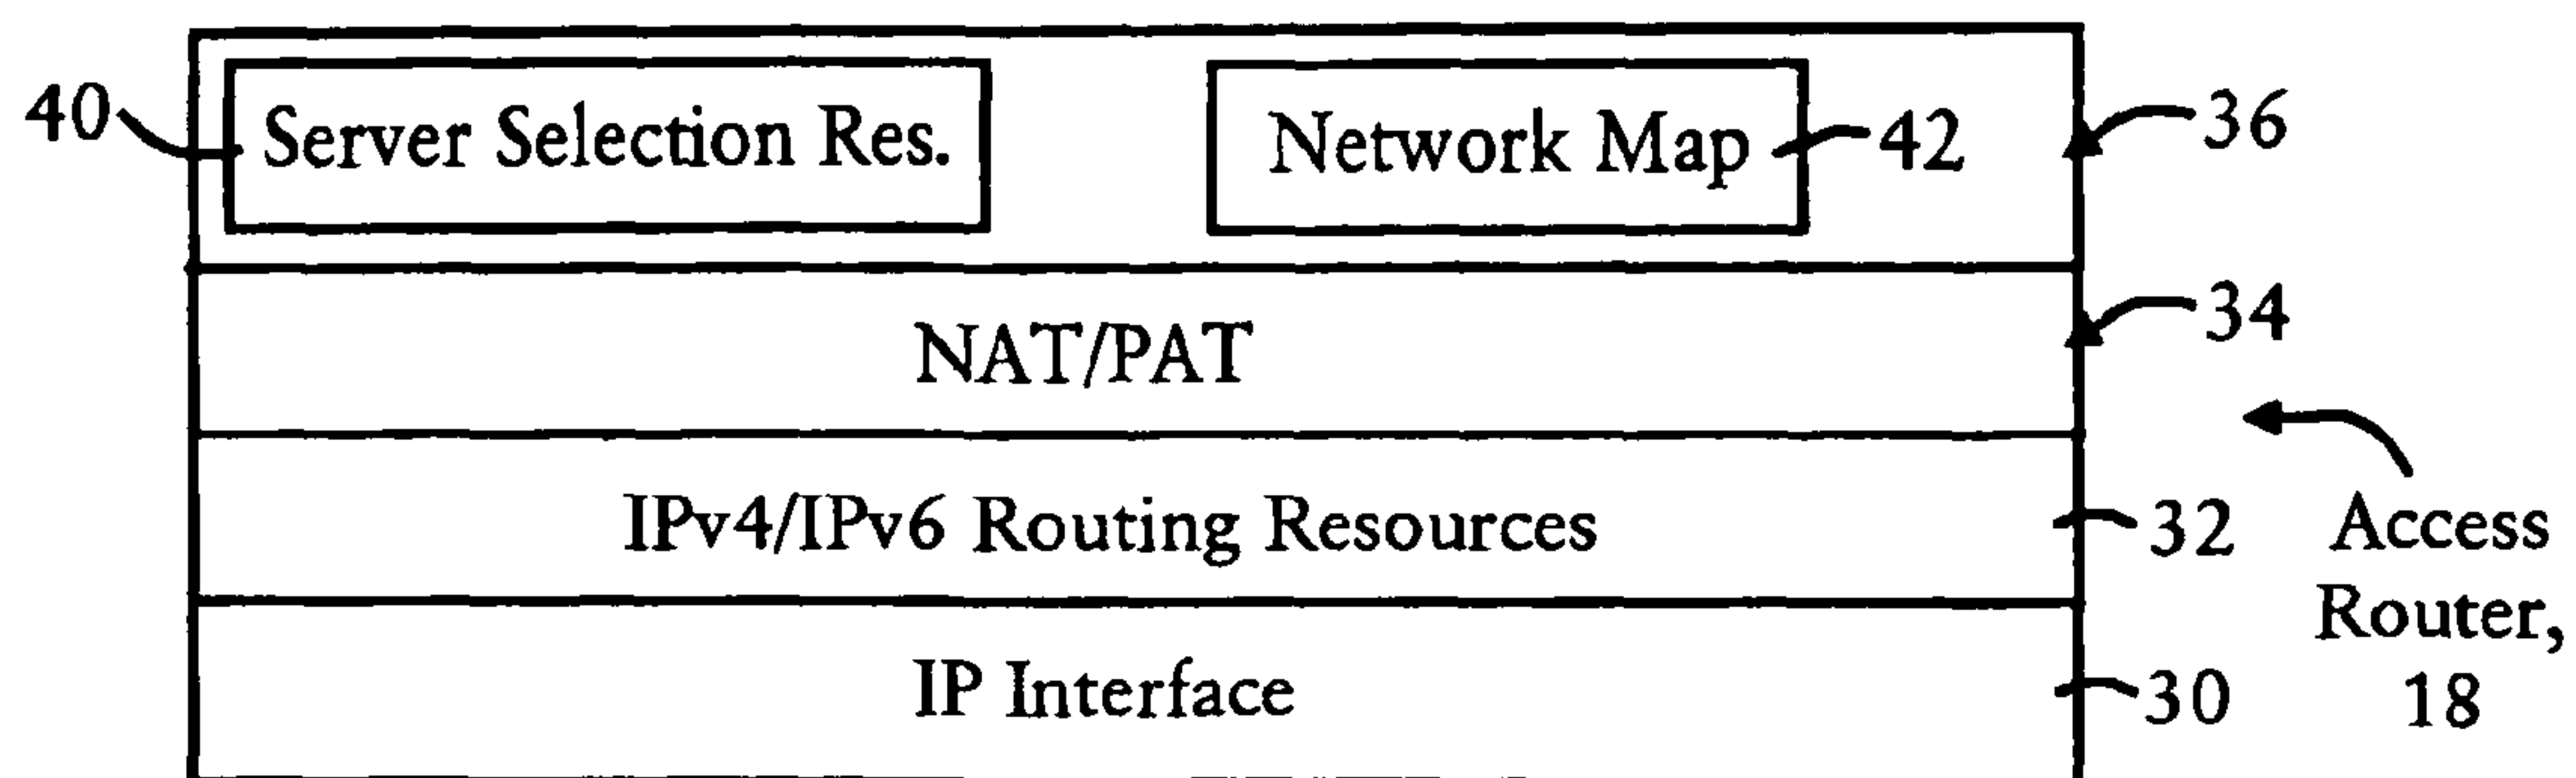 40
Server Selection Res.
Network Map
42
36
34
NAT/PAT
IPv4/IPv6 Routing Resources
32
Access
Router,
18
IP Interface
30